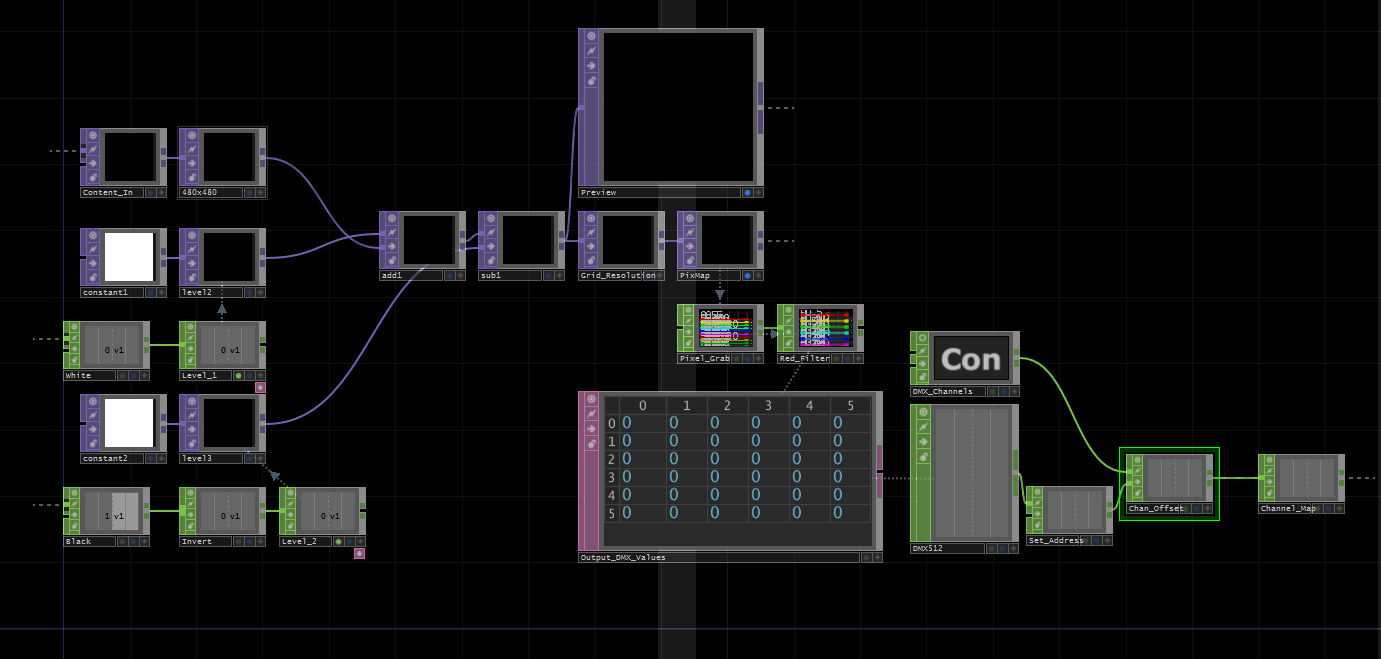 Preview
Content_In
480x480
add1
sub1
Grid_Resolution
PixMap
constant1
level2
0 v1
0 v1
White
Level_1
Pixel_Grab
Red_Filter
Con
DMX_Channels
constant2
level3
0 1 2 3 4 5
0 0 0 0 0 0 0
1 0 0 0 0 0 0
2 0 0 0 0 0 0
3 0 0 0 0 0 0
4 0 0 0 0 0 0
5 0 0 0 0 0 0
Chan_Offset
Channel_Map
1 v1
0 v1
0 v1
Black
Invert
Level_2
Set_Address
DMX512
Output_DMX_Values